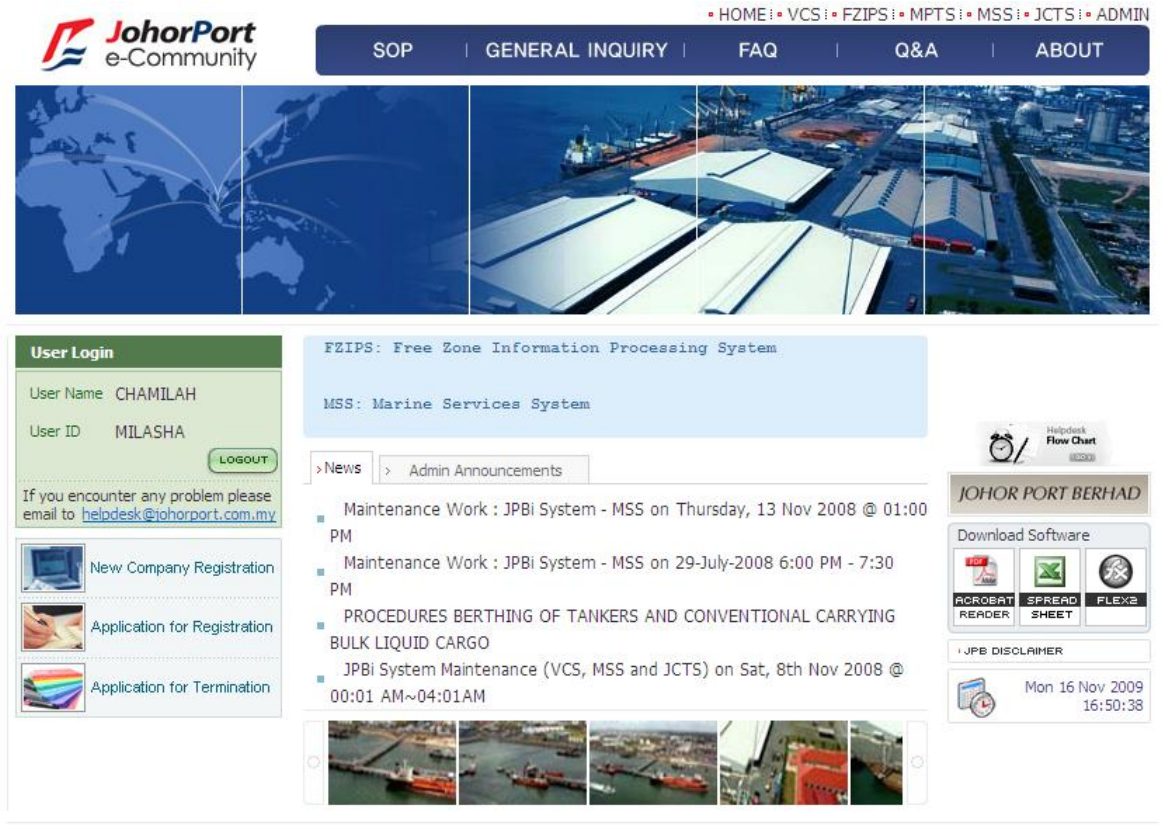 JohorPort
e-Community
HOME VCS FZIPS MPTS MSS JCTS ADMIN
SOP GENERAL INQUIRY FAQ Q&A ABOUT
User Login
User Name CHAMILAH
User ID MILASHA
LOGOUT
If you encounter any problem please
email to helpdesk@johorport.com.my
New Company Registration
Application for Registration
Application for Termination
FZIPS: Free Zone Information Processing System
MSS: Marine Services System
News
Admin Announcements
Maintenance Work : JPBi System - MSS on Thursday, 13 Nov 2008 @ 01:00
PM
Maintenance Work : JPBi System - MSS on 29-July-2008 6:00 PM - 7:30
PM
PROCEDURES BERTHING OF TANKERS AND CONVENTIONAL CARRYING
BULK LIQUID CARGO
JPBi System Maintenance (VCS, MSS and JCTS) on Sat, 8th Nov 2008 @
00:01 AM~04:01AM
Helpdesk
Flow Chart
JOHOR PORT BERHAD
Download Software
PDF
Adobe
ACROBAT
READER
SPREAD
SHEET
FLEX2
JPB DISCLAIMER
Mon 16 Nov 2009
16:50:38